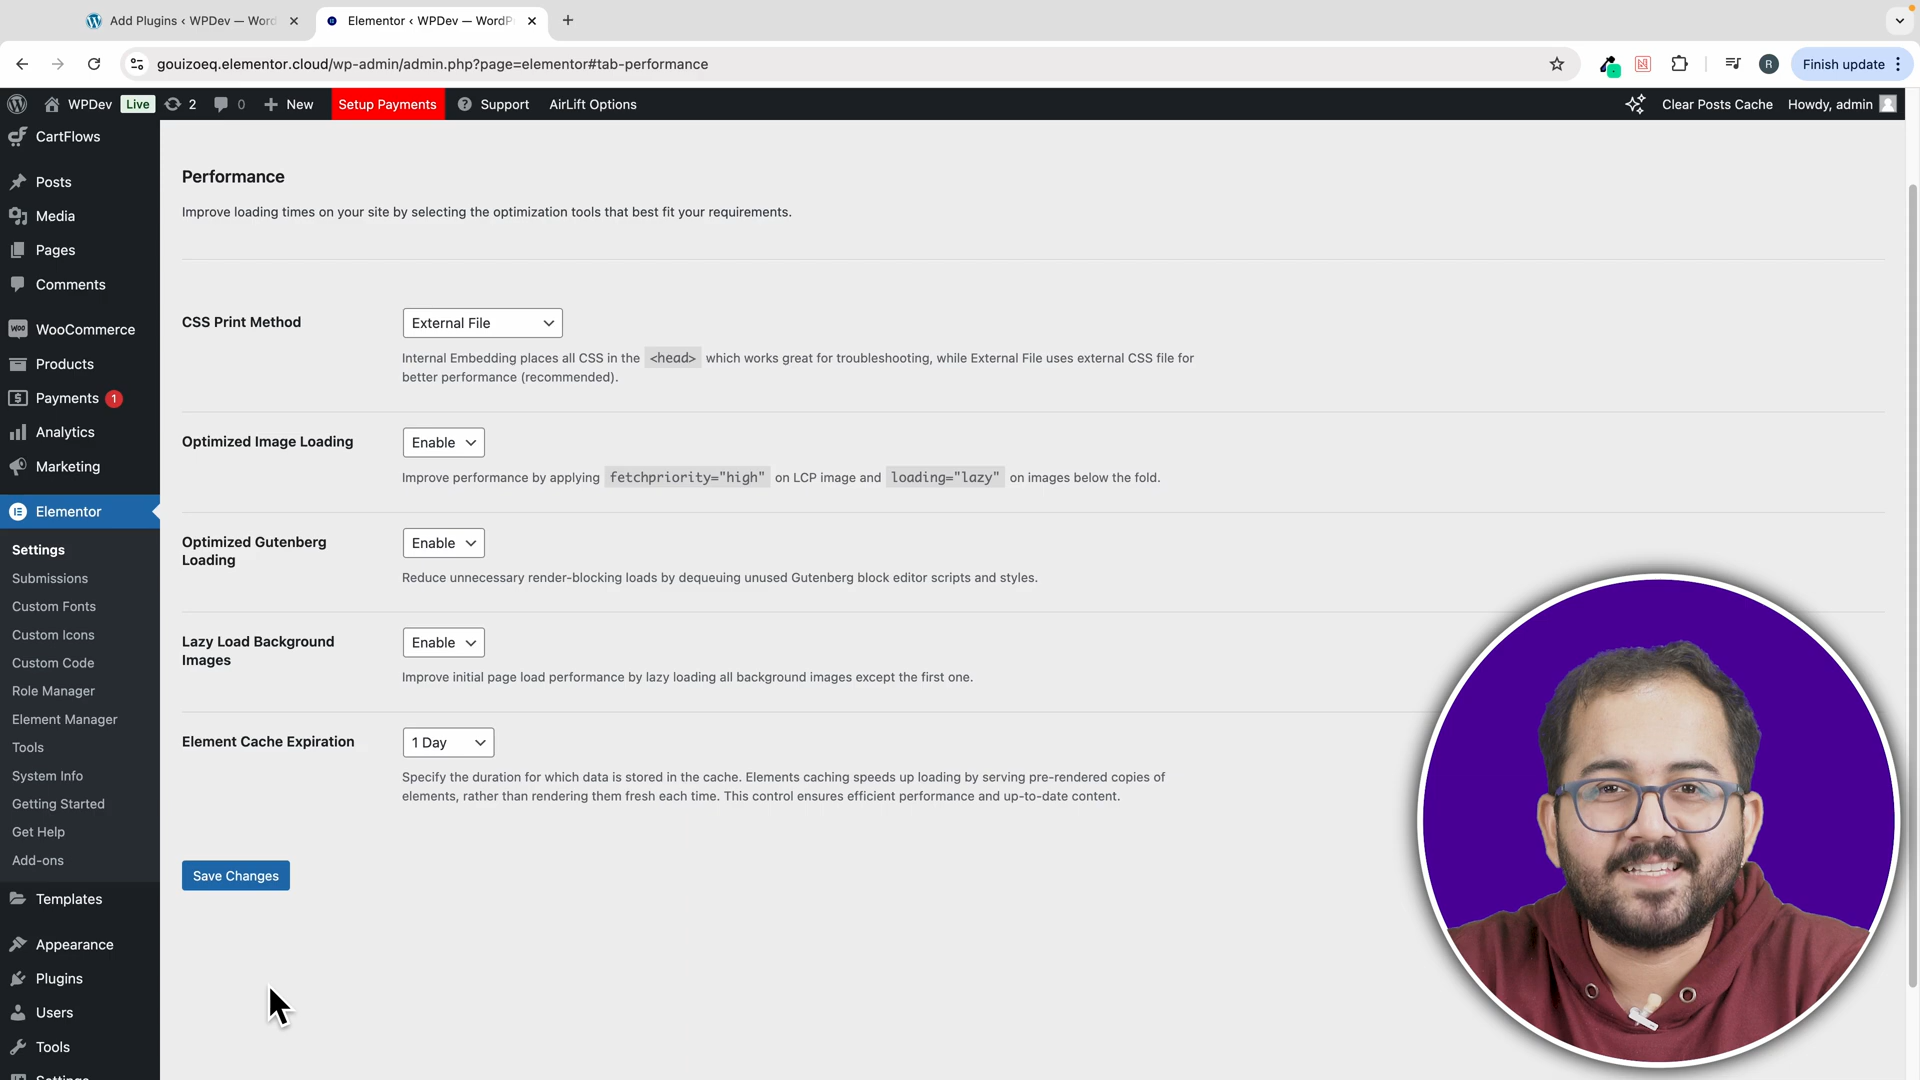 Add Plugins ‹ WPDev — Word
Elementor ‹ WPDev — WordP
gouizoeq.elementor.cloud/wp-admin/admin.php?page=elementor#tab-performance
R
Finish update
WPDev Live 2 0 New Setup Payments Support AirLift Options Clear Posts Cache Howdy, admin
CartFlows
Posts
Media
Pages
Comments
WooCommerce
Products
Payments 1
Analytics
Marketing
Elementor
Settings
Submissions
Custom Fonts
Custom Icons
Custom Code
Role Manager
Element Manager
Tools
System Info
Getting Started
Get Help
Add-ons
Templates
Appearance
Plugins
Users
Tools
Settings
Performance
Improve loading times on your site by selecting the optimization tools that best fit your requirements.
CSS Print Method
External File
Internal Embedding places all CSS in the <head> which works great for troubleshooting, while External File uses external CSS file for
better performance (recommended).
Optimized Image Loading
Enable
Improve performance by applying fetchpriority="high" on LCP image and loading="lazy" on images below the fold.
Optimized Gutenberg
Loading
Enable
Reduce unnecessary render-blocking loads by dequeuing unused Gutenberg block editor scripts and styles.
Lazy Load Background
Images
Enable
Improve initial page load performance by lazy loading all background images except the first one.
Element Cache Expiration
1 Day
Specify the duration for which data is stored in the cache. Elements caching speeds up loading by serving pre-rendered copies of
elements, rather than rendering them fresh each time. This control ensures efficient performance and up-to-date content.
Save Changes